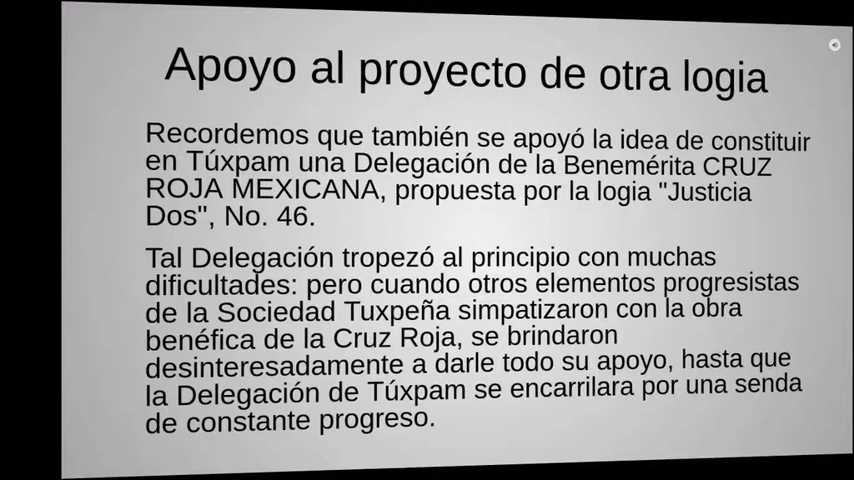 Apoyo al proyecto de otra logia
Recordemos que también se apoyó la idea de constituir
en Túxpam una Delegación de la Benemérita CRUZ
ROJA MEXICANA, propuesta por la logia "Justicia
Dos", No. 46.
Tal Delegación tropezó al principio con muchas
dificultades: pero cuando otros elementos progresistas
de la Sociedad Tuxpeña simpatizaron con la obra
benéfica de la Cruz Roja, se brindaron
desinteresadamente a darle todo su apoyo, hasta que
la Delegación de Túxpam se encarrilara por una senda
de constante progreso.